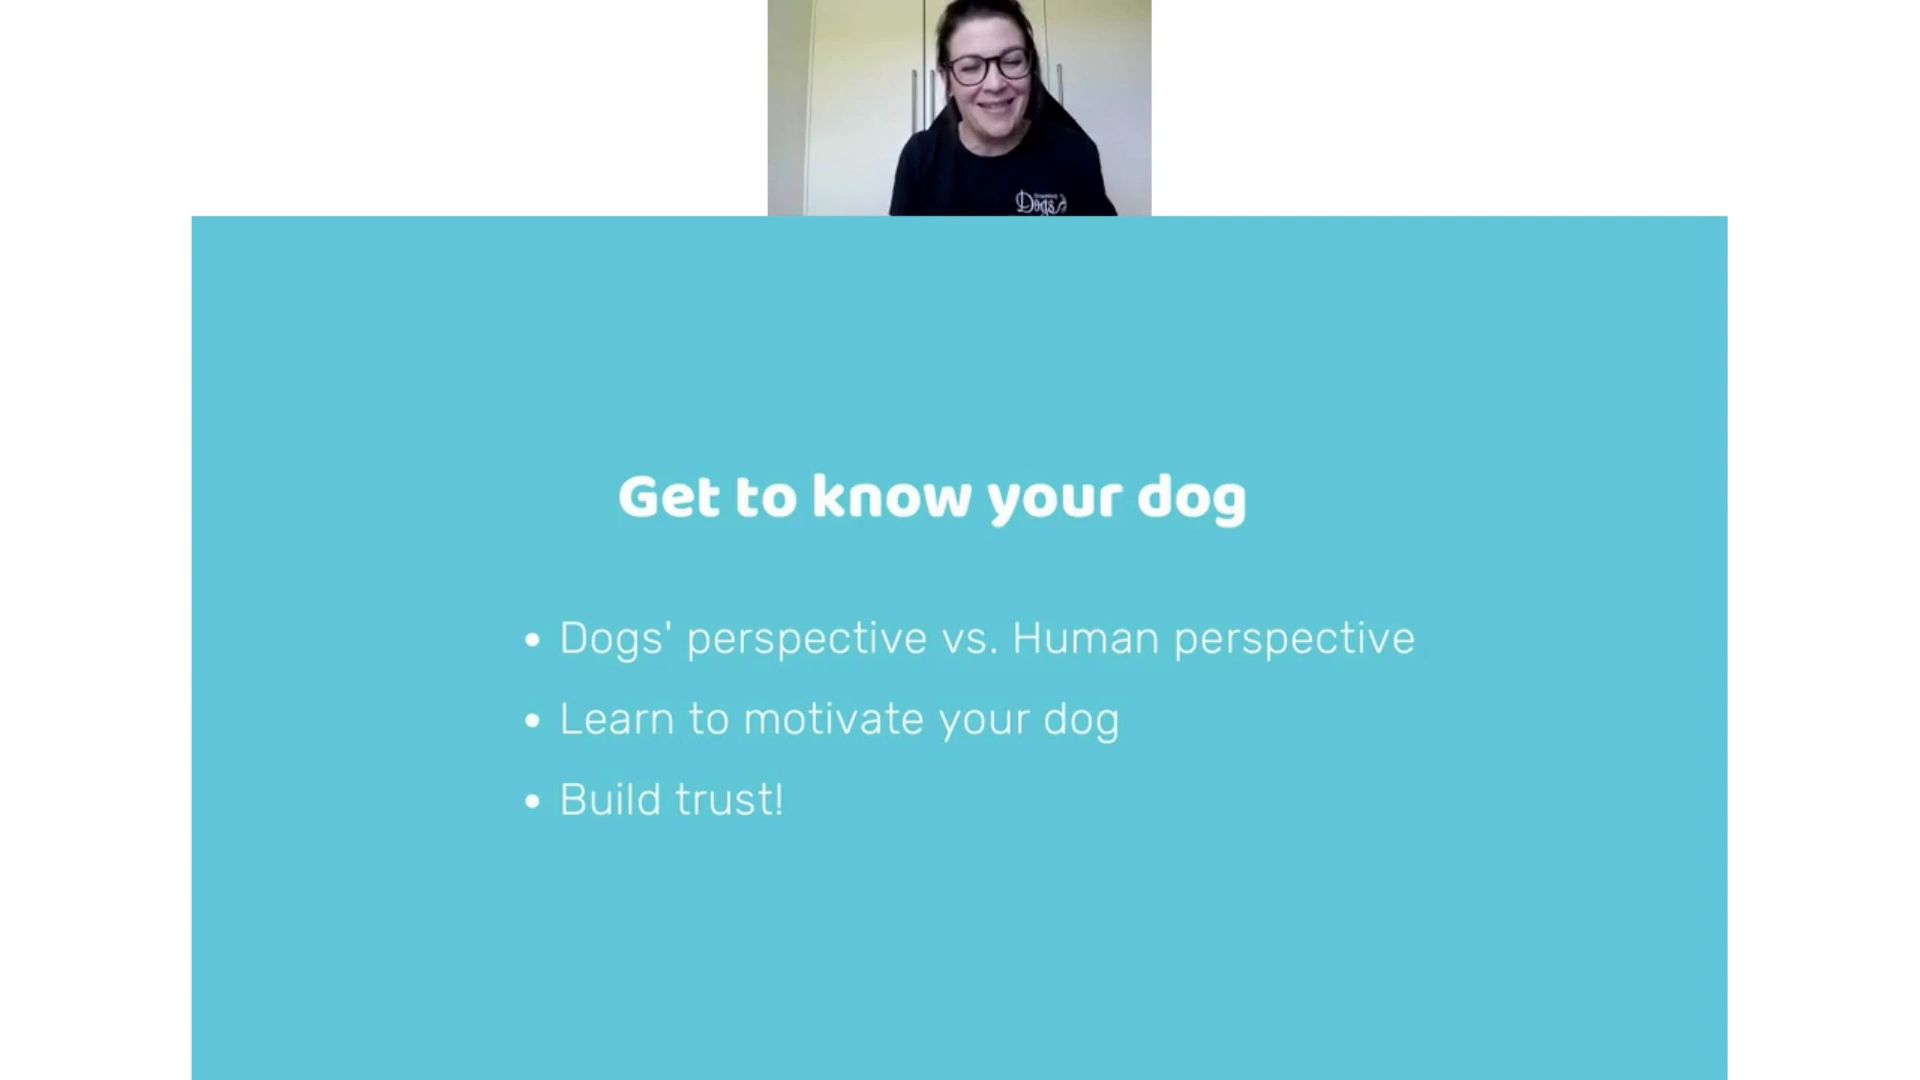 Dogs
Get to know your dog
• Dogs' perspective vs. Human perspective
• Learn to motivate your dog
• Build trust!